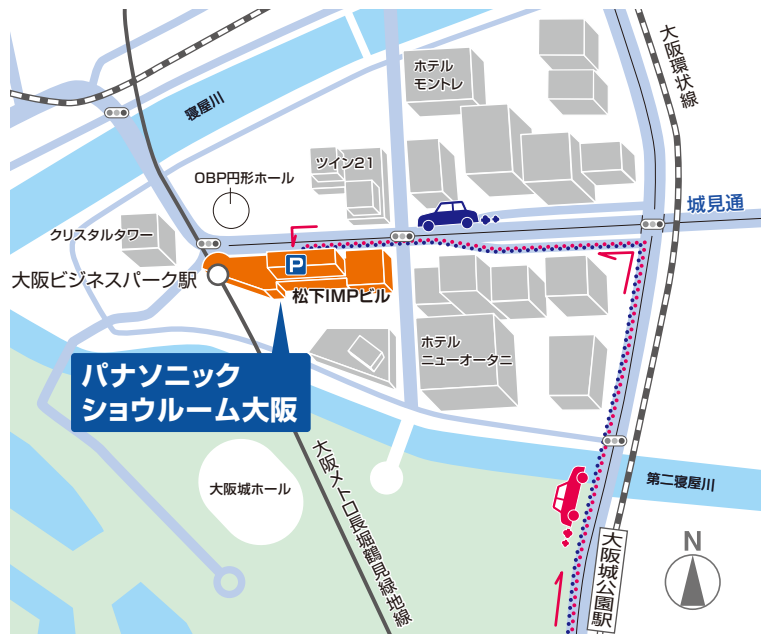 大阪環状線
ホテル
モントレ
寝屋川
ツイン21
OBP円形ホール
城見通
クリスタルタワー
大阪ビジネスパーク駅
P
松下IMPビル
ホテル
ニューオータニ
パナソニック
ショウルーム大阪
大阪城ホール
大阪メトロ長堀鶴見緑地線
第二寝屋川
大阪城公園駅
N